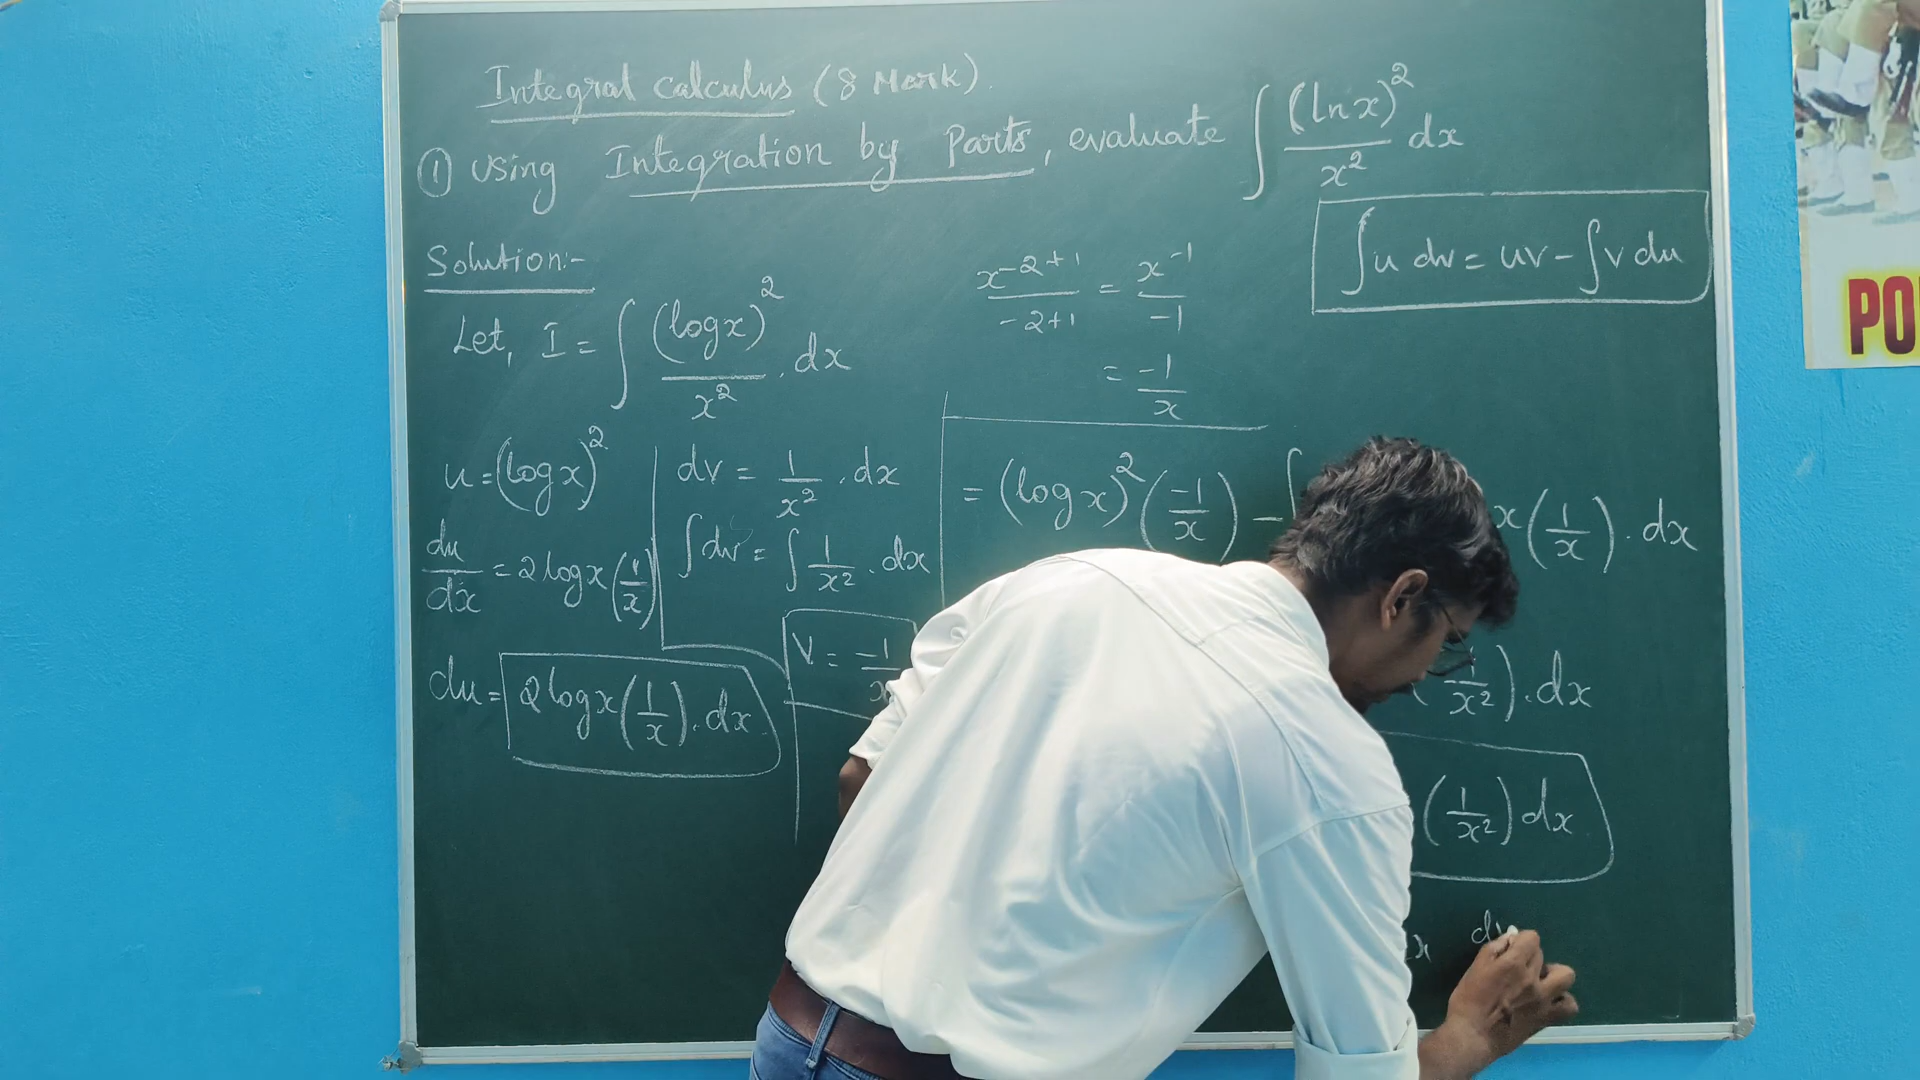 Integral calculus (8 Mark).
① Using Integration by Parts, evaluate ∫ (ln x)² / x² dx
∫u dv = uv - ∫v du
Solution:-
Let, I = ∫ (log x)² / x² . dx
x⁻²⁺¹ / -2+1 = x⁻¹ / -1
= -1/x
u = (log x)²
du/dx = 2 log x (1/x)
du = 2 log x (1/x) . dx
dv = 1/x² . dx
∫dv = ∫ 1/x² . dx
V = -1/x
= (log x)² (-1/x) - ∫ x (1/x) . dx
1/x²) . dx
(1/x²) dx
x
PO